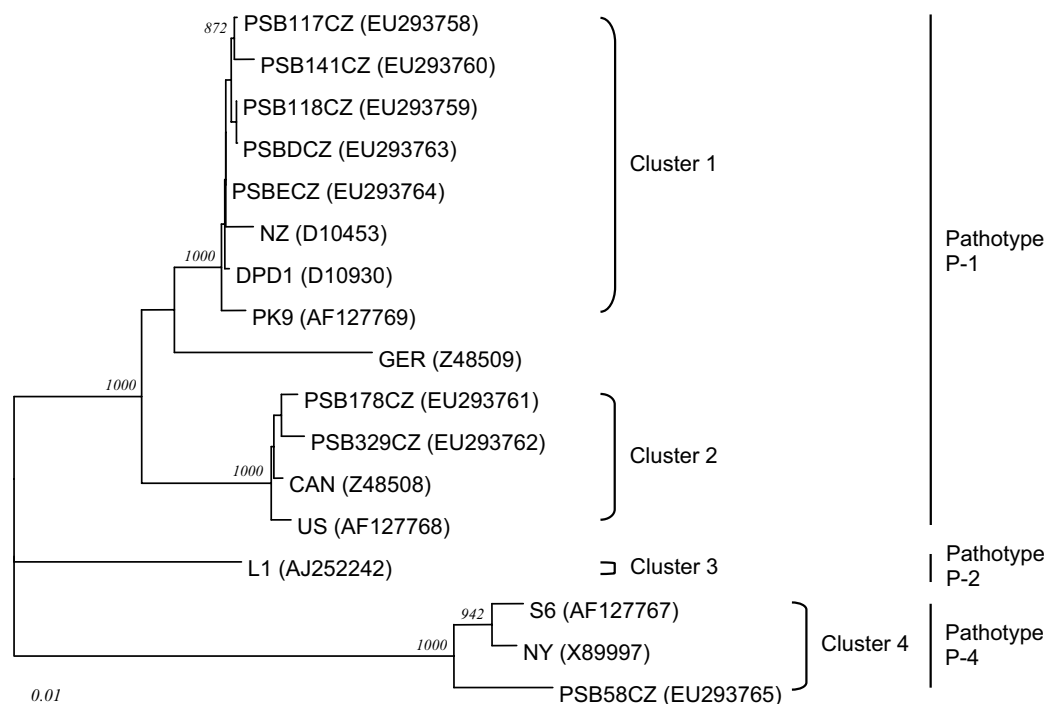 872
PSB117CZ (EU293758)
PSB141CZ (EU293760)
PSB118CZ (EU293759)
PSBDCZ (EU293763)
Cluster 1
PSBECZ (EU293764)
NZ (D10453)
Pathotype
P-1
1000
DPD1 (D10930)
PK9 (AF127769)
GER (Z48509)
1000
PSB178CZ (EU293761)
PSB329CZ (EU293762)
Cluster 2
1000
CAN (Z48508)
US (AF127768)
L1 (AJ252242)
Cluster 3
Pathotype
P-2
942
S6 (AF127767)
1000
NY (X89997)
Cluster 4
Pathotype
P-4
PSB58CZ (EU293765)
0.01